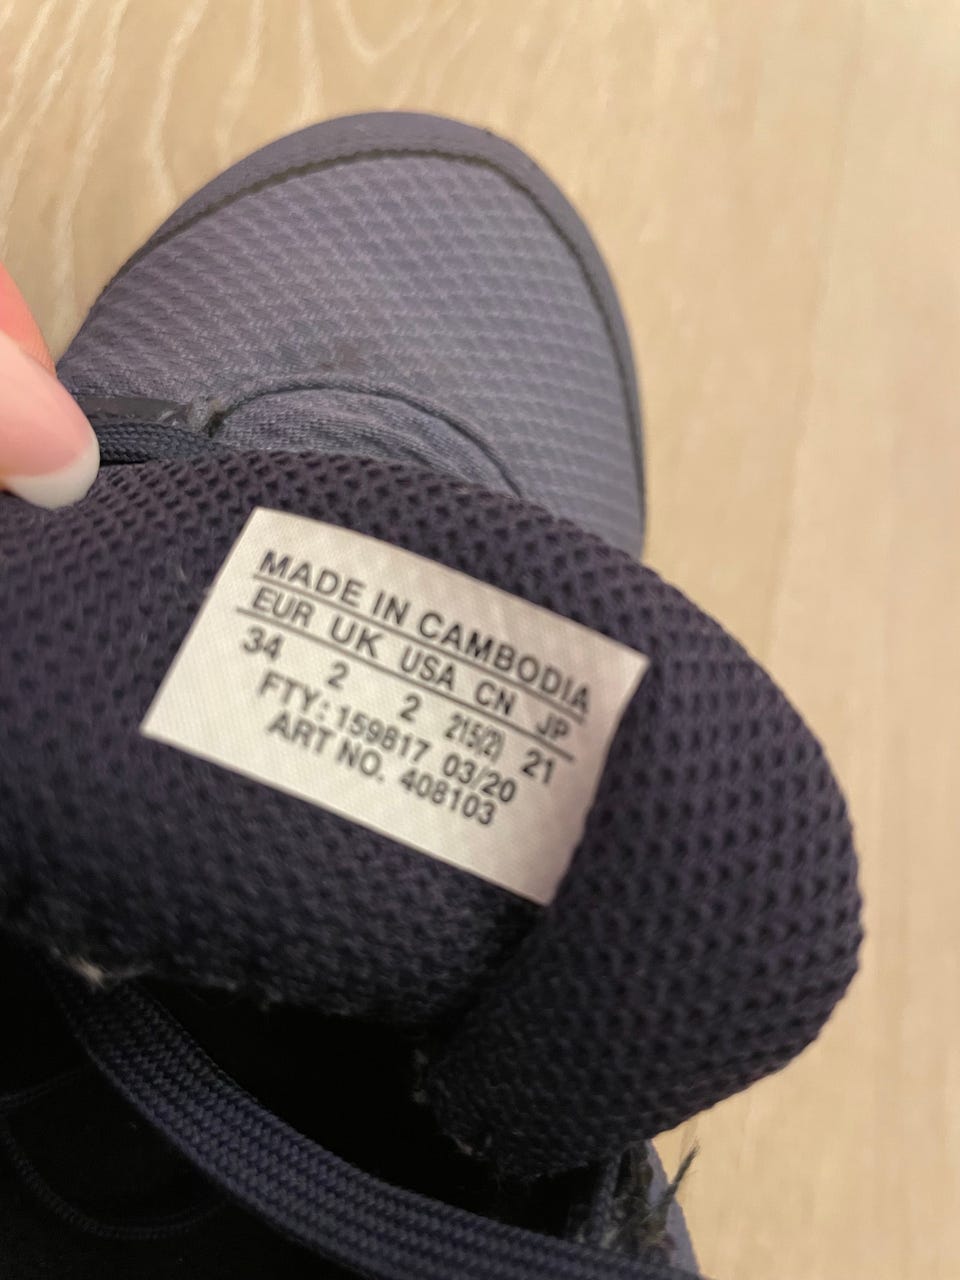 MADE IN CAMBODIA
EUR UK USA CN JP
34 2 2 215(2) 21
FTY: 159817 03/20
ART NO. 408103